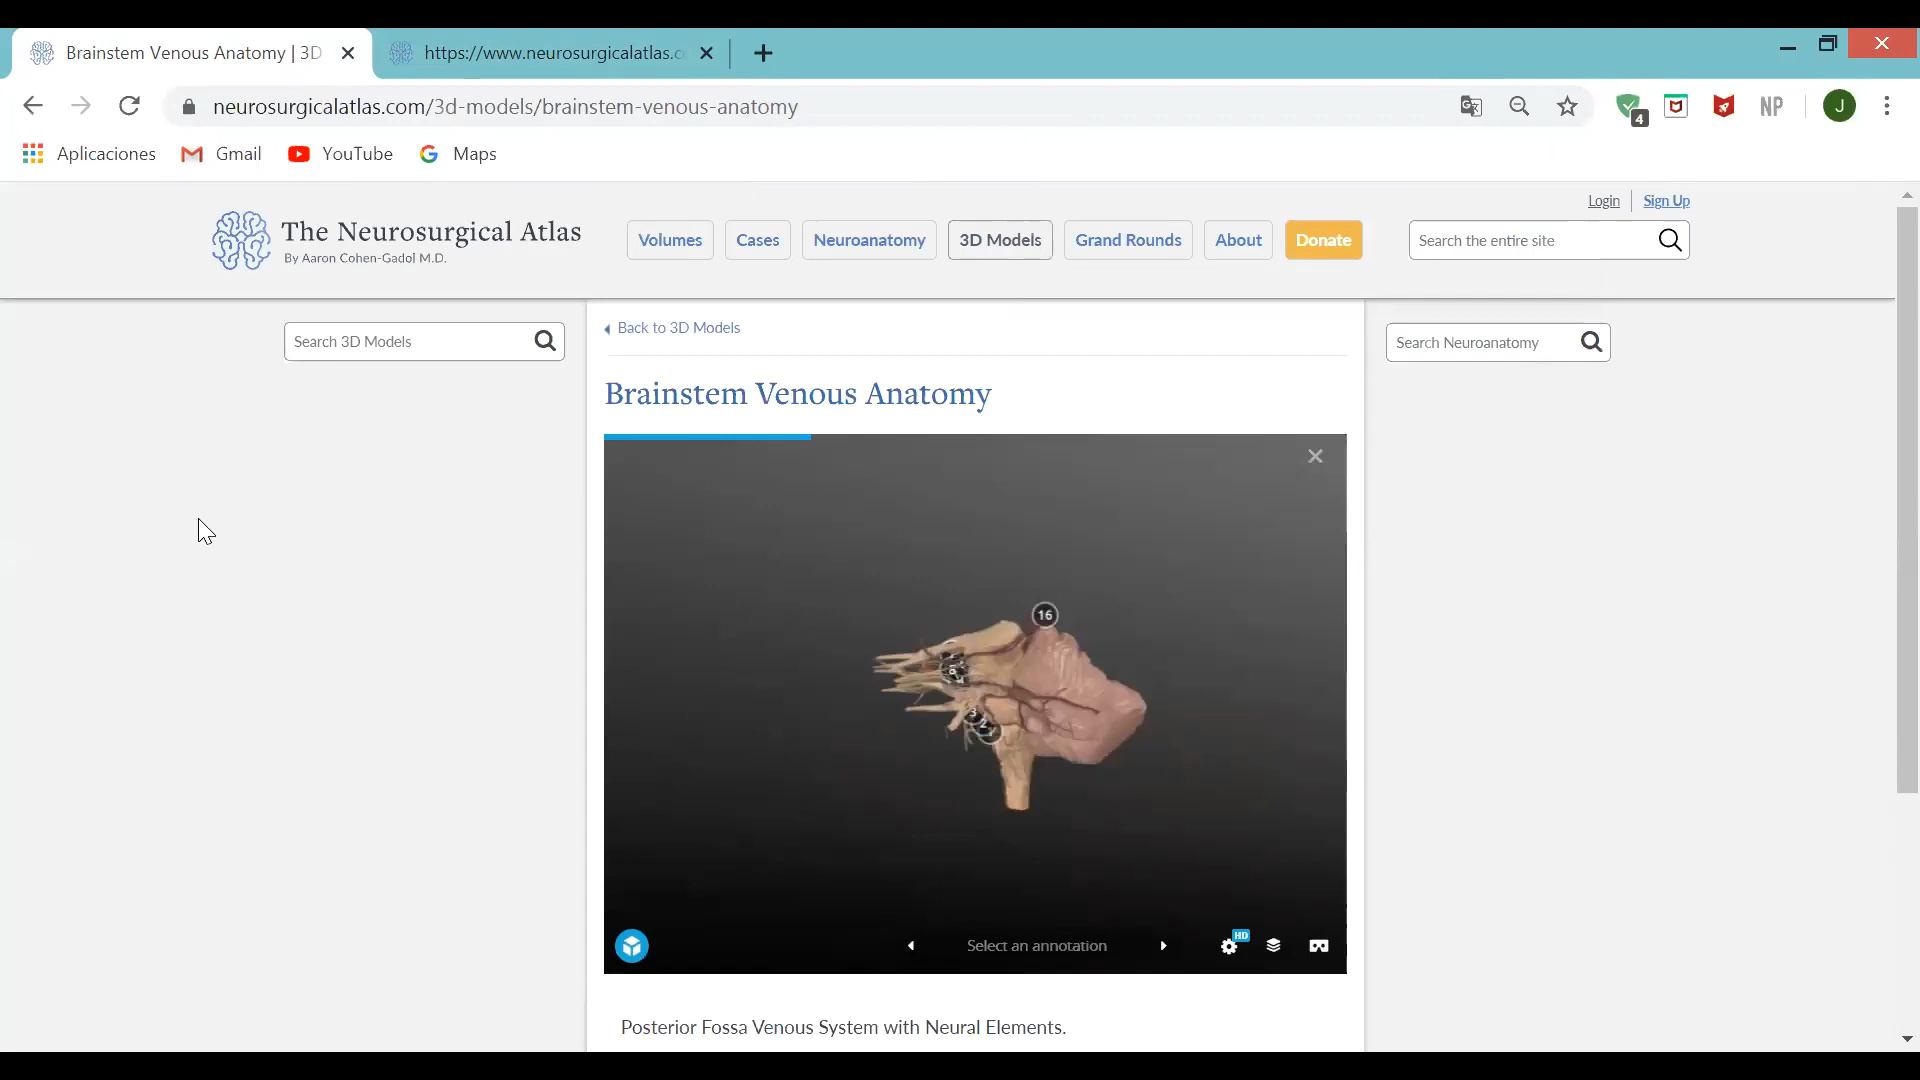 Brainstem Venous Anatomy | 3D
https://www.neurosurgicalatlas.c
neurosurgicalatlas.com/3d-models/brainstem-venous-anatomy
4
NP
J
Aplicaciones
Gmail
YouTube
Maps
Login
Sign Up
The Neurosurgical Atlas
By Aaron Cohen-Gadol M.D.
Volumes
Cases
Neuroanatomy
3D Models
Grand Rounds
About
Donate
Search the entire site
Search 3D Models
Back to 3D Models
Search Neuroanatomy
Brainstem Venous Anatomy
16
3
2
Select an annotation
HD
Posterior Fossa Venous System with Neural Elements.